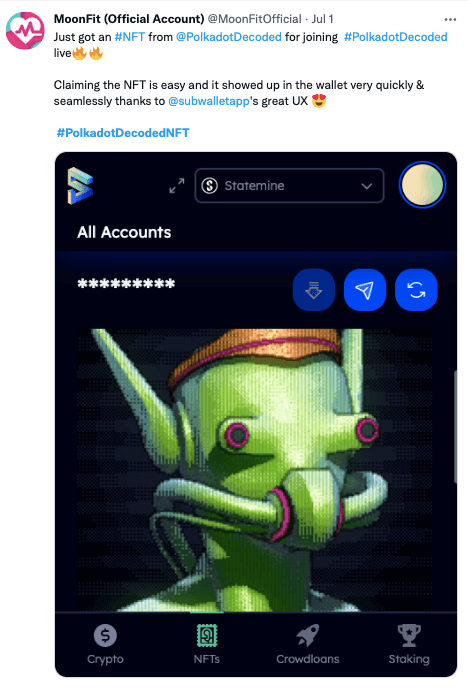 MoonFit (Official Account) @MoonFitOfficial · Jul 1
Just got an #NFT from @PolkadotDecoded for joining #PolkadotDecoded
live🔥🔥
Claiming the NFT is easy and it showed up in the wallet very quickly &
seamlessly thanks to @subwalletapp's great UX 😍
#PolkadotDecodedNFT
Statemine
All Accounts
*********
Crypto
NFTs
Crowdloans
Staking